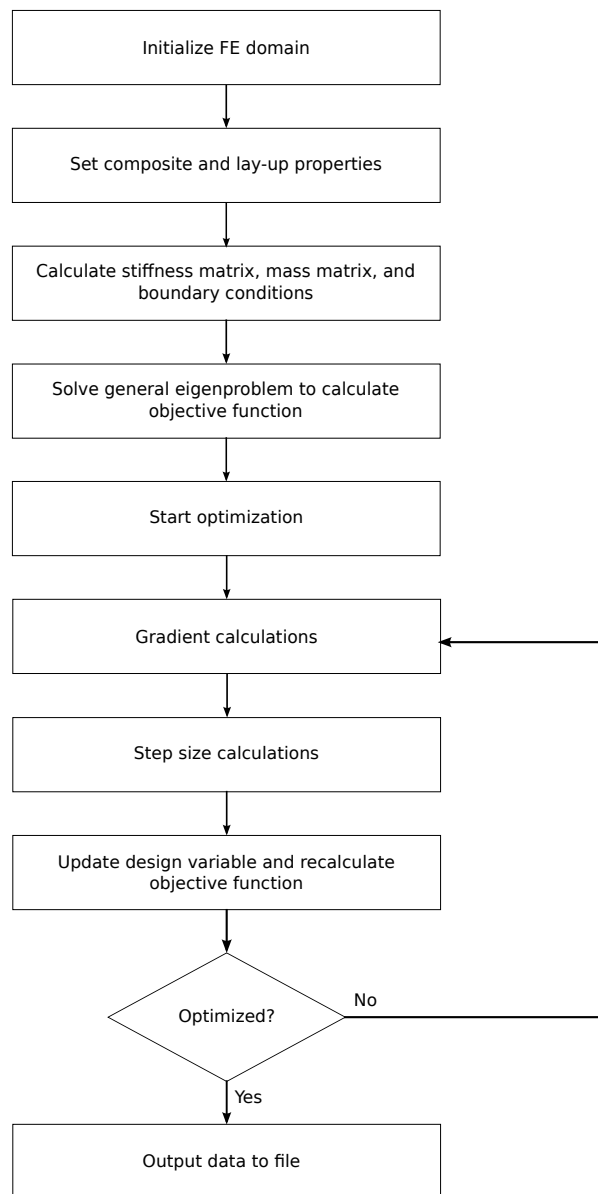 Initialize FE domain
Set composite and lay-up properties
Calculate stiffness matrix, mass matrix, and
boundary conditions
Solve general eigenproblem to calculate
objective function
Start optimization
Gradient calculations
Step size calculations
Update design variable and recalculate
objective function
No
Optimized?
Yes
Output data to file